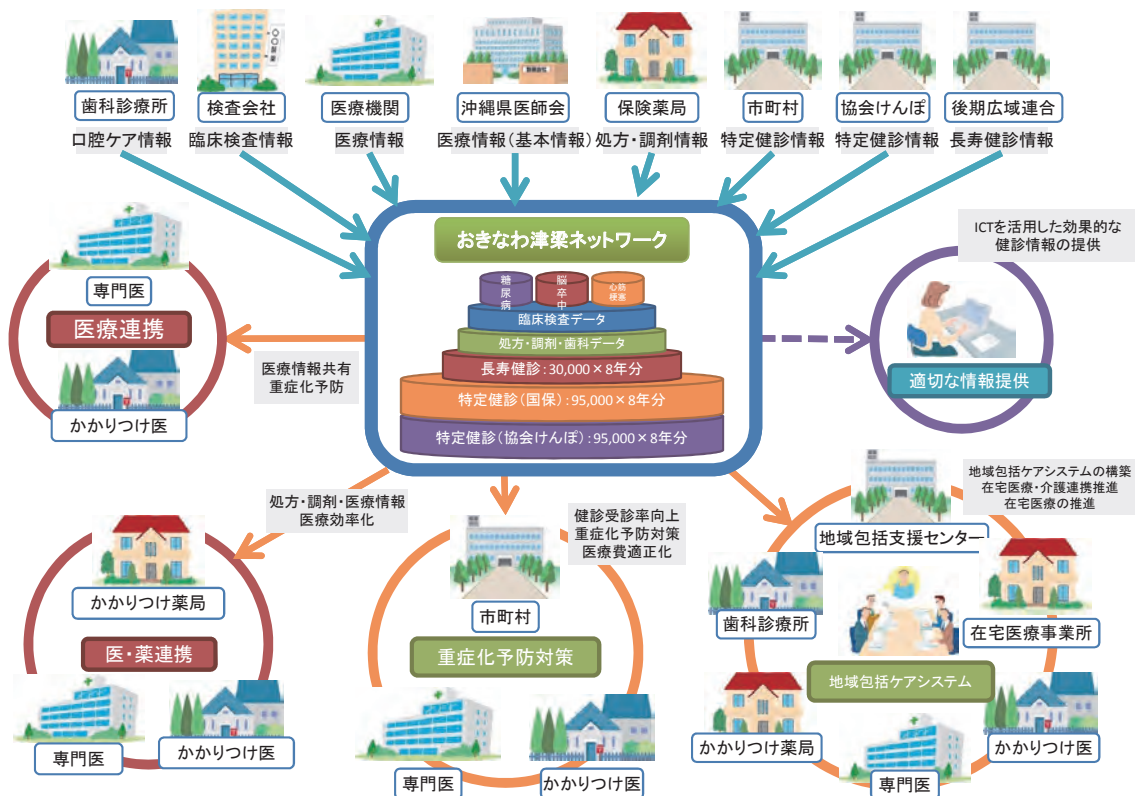 歯科診療所
検査会社
医療機関
沖縄県医師会
保険薬局
市町村
協会けんぽ
後期広域連合
口腔ケア情報
臨床検査情報
医療情報
医療情報(基本情報)
処方・調剤情報
特定健診情報
特定健診情報
長寿健診情報
おきなわ津梁ネットワーク
糖尿病
脳卒中
心筋
梗塞
臨床検査データ
処方・調剤・歯科データ
長寿健診:30,000×8年分
特定健診(国保):95,000×8年分
特定健診(協会けんぽ):95,000×8年分
専門医
医療連携
かかりつけ医
医療情報共有
重症化予防
ICTを活用した効果的な
健診情報の提供
適切な情報提供
処方・調剤・医療情報
医療効率化
かかりつけ薬局
医・薬連携
専門医
かかりつけ医
健診受診率向上
重症化予防対策
医療費適正化
市町村
重症化予防対策
専門医
かかりつけ医
地域包括ケアシステムの構築
在宅医療・介護連携推進
在宅医療の推進
地域包括支援センター
歯科診療所
在宅医療事業所
地域包括ケアシステム
かかりつけ薬局
かかりつけ医
専門医